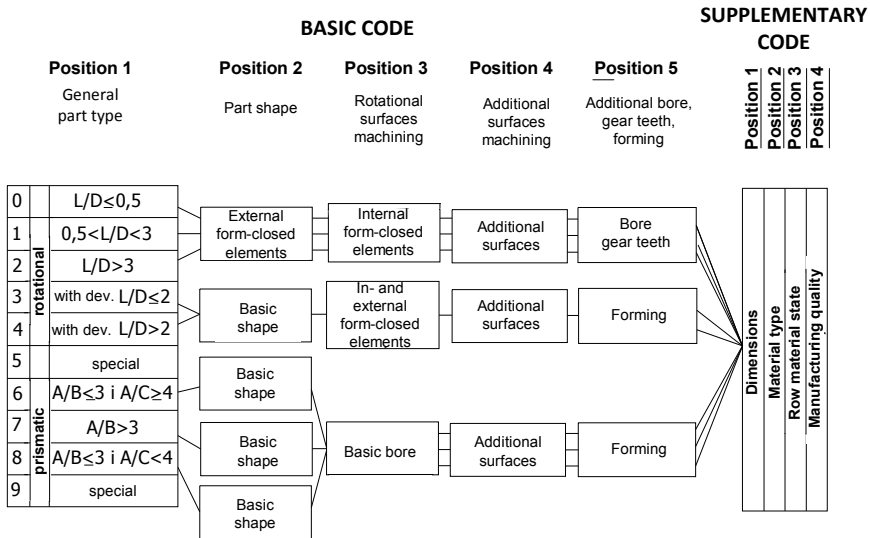 BASIC CODE
SUPPLEMENTARY
CODE
Position 1
General
part type
Position 2
Part shape
Position 3
Rotational
surfaces
machining
Position 4
Additional
surfaces
machining
Position 5
Additional bore,
gear teeth,
forming
Position 1
Position 2
Position 3
Position 4
0
L/D≤0,5
1
0,5<L/D<3
2
L/D>3
3
with dev. L/D≤2
4
with dev. L/D>2
5
special
6
A/B≤3 i A/C≥4
7
A/B>3
8
A/B≤3 i A/C<4
9
special
rotational
prismatic
External
form-closed
elements
Internal
form-closed
elements
Additional
surfaces
Bore
gear teeth
Basic
shape
In- and
external
form-closed
elements
Additional
surfaces
Forming
Basic
shape
Basic
shape
Basic
shape
Basic bore
Additional
surfaces
Forming
Dimensions
Material type
Row material state
Manufacturing quality